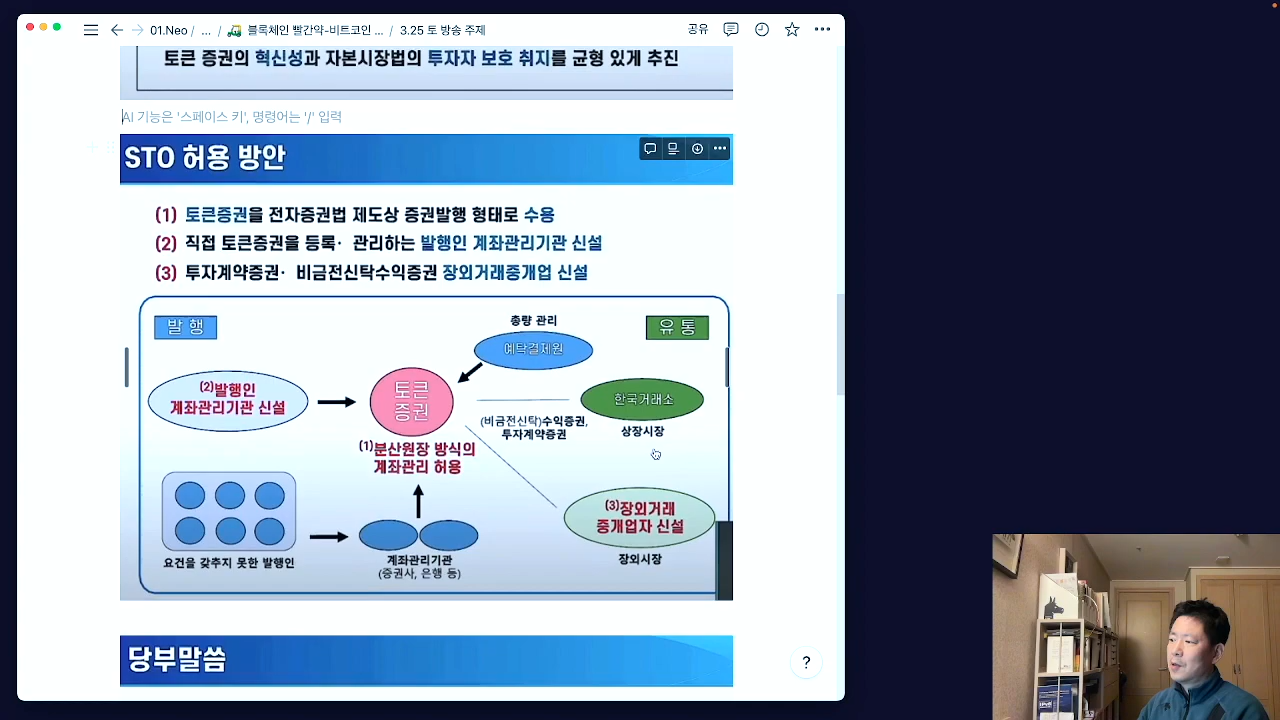 01.Neo / ... / 블록체인 빨간약-비트코인 ... / 3.25 토 방송 주제
공유
토큰 증권의 혁신성과 자본시장법의 투자자 보호 취지를 균형 있게 추진
AI 기능은 '스페이스 키', 명령어는 '/' 입력
STO 허용 방안
(1) 토큰증권을 전자증권법 제도상 증권발행 형태로 수용
(2) 직접 토큰증권을 등록· 관리하는 발행인 계좌관리기관 신설
(3) 투자계약증권· 비금전신탁수익증권 장외거래중개업 신설
발 행
총량 관리
예탁결제원
유 통
(2)발행인
계좌관리기관 신설
토큰
증권
(1)분산원장 방식의
계좌관리 허용
(비금전신탁)수익증권,
투자계약증권
한국거래소
상장시장
(3)장외거래
중개업자 신설
장외시장
요건을 갖추지 못한 발행인
계좌관리기관
(증권사, 은행 등)
당부말씀
?